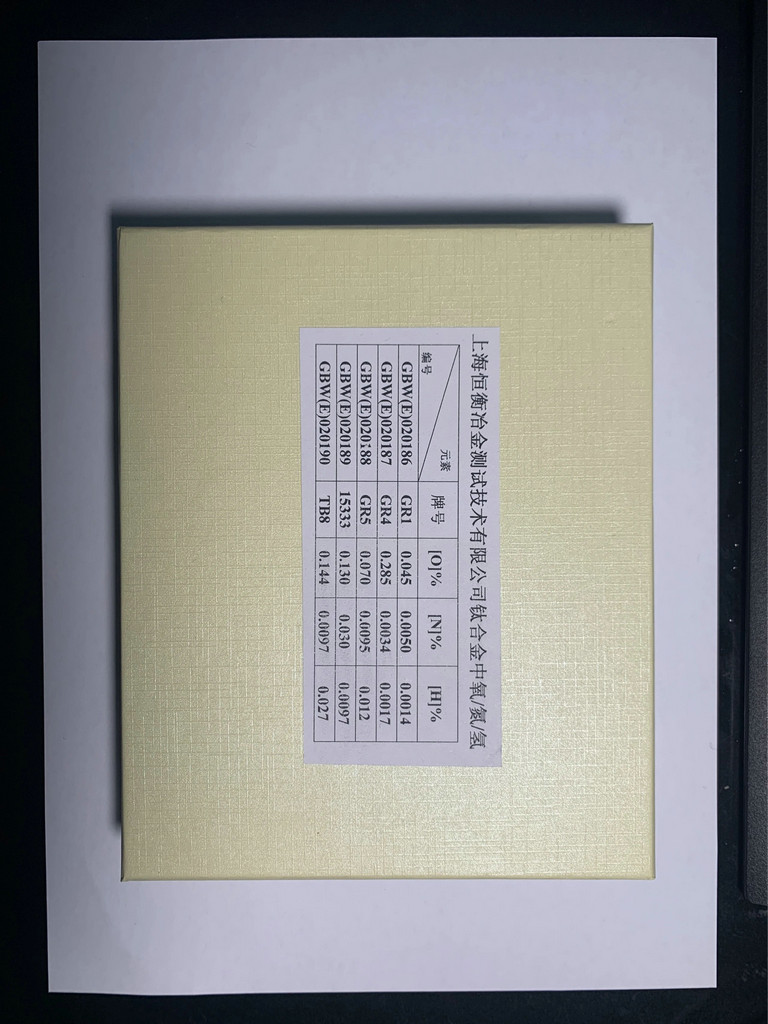 上海恒衡冶金测试技术有限公司钛合金中氧/氮/氢
编号 元素 牌号 [O]% [N]% [H]%
GBW(E)020186 GR1 0.045 0.0050 0.0014
GBW(E)020187 GR4 0.285 0.0034 0.0017
GBW(E)020188 GR5 0.070 0.0095 0.012
GBW(E)020189 15333 0.130 0.030 0.0097
GBW(E)020190 TB8 0.144 0.0097 0.027